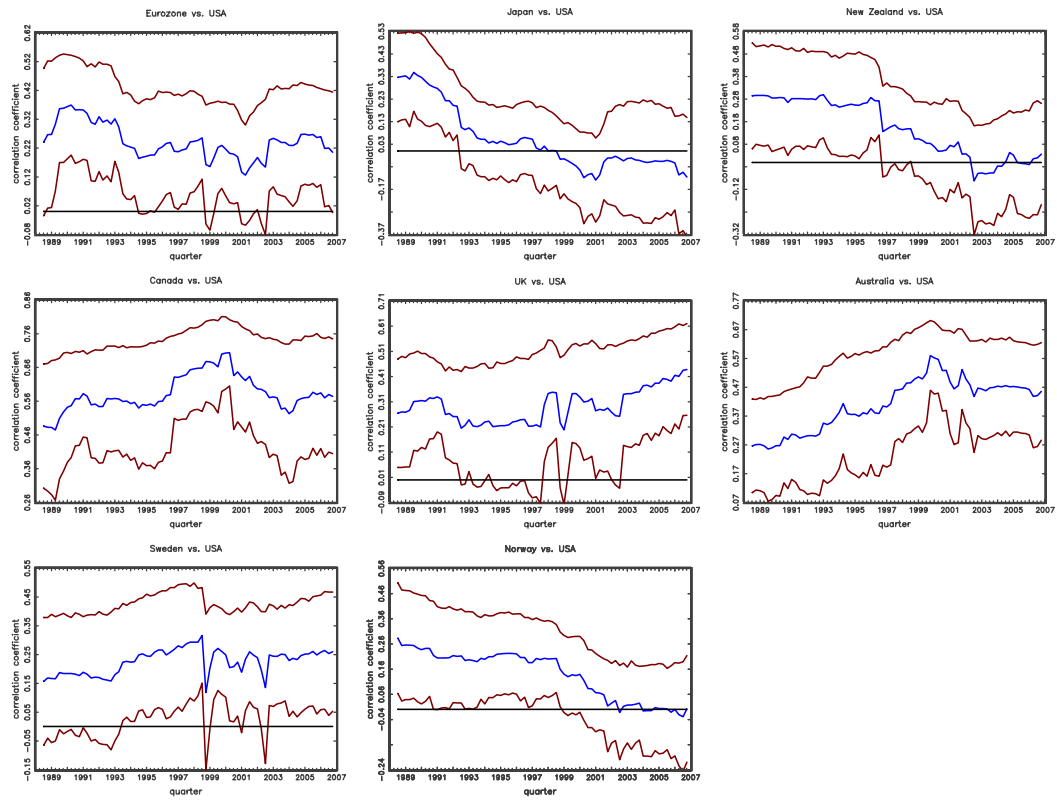 Eurozone vs. USA
correlation coefficient
0.62
0.52
0.42
0.32
0.22
0.12
0.02
−0.08
1989 1991 1993 1995 1997 1999 2001 2003 2005 2007
quarter
Japan vs. USA
correlation coefficient
0.53
0.43
0.33
0.23
0.13
0.03
−0.17
−0.37
1989 1991 1993 1995 1997 1999 2001 2003 2005 2007
quarter
New Zealand vs. USA
correlation coefficient
0.58
0.48
0.38
0.28
0.18
0.08
−0.12
−0.32
1989 1991 1993 1995 1997 1999 2001 2003 2005 2007
quarter
Canada vs. USA
correlation coefficient
0.86
0.76
0.66
0.56
0.46
0.36
0.26
1989 1991 1993 1995 1997 1999 2001 2003 2005 2007
quarter
UK vs. USA
correlation coefficient
0.71
0.61
0.51
0.41
0.31
0.21
0.11
0.01
−0.09
1989 1991 1993 1995 1997 1999 2001 2003 2005 2007
quarter
Australia vs. USA
correlation coefficient
0.77
0.67
0.57
0.47
0.37
0.27
0.17
0.07
1989 1991 1993 1995 1997 1999 2001 2003 2005 2007
quarter
Sweden vs. USA
correlation coefficient
0.55
0.45
0.35
0.25
0.15
0.05
−0.05
−0.15
1989 1991 1993 1995 1997 1999 2001 2003 2005 2007
quarter
Norway vs. USA
correlation coefficient
0.56
0.46
0.36
0.26
0.16
0.06
−0.04
−0.24
1989 1991 1993 1995 1997 1999 2001 2003 2005 2007
quarter